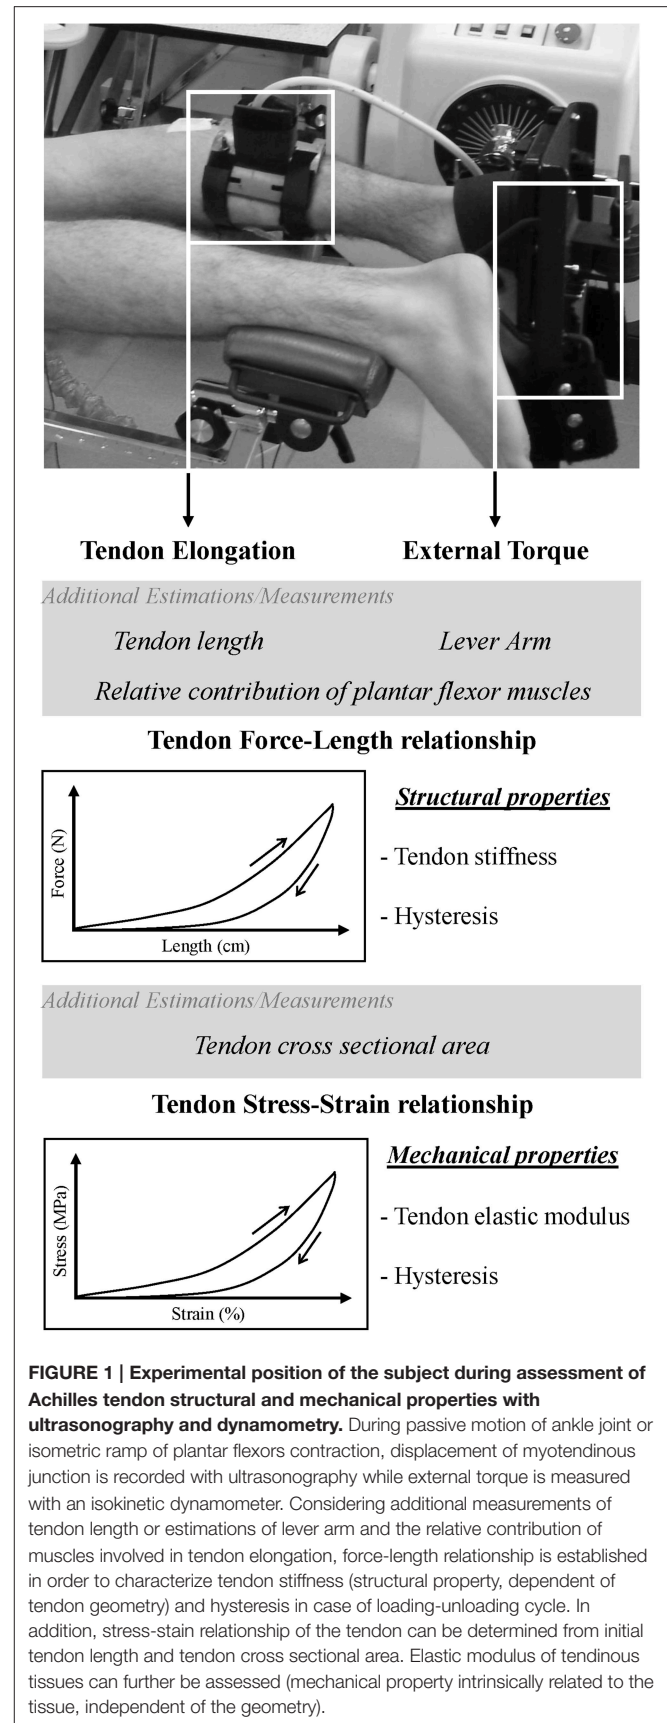 Tendon Elongation
External Torque
Additional Estimations/Measurements
Tendon length
Lever Arm
Relative contribution of plantar flexor muscles
Tendon Force-Length relationship
Force (N)
Length (cm)
Structural properties
- Tendon stiffness
- Hysteresis
Additional Estimations/Measurements
Tendon cross sectional area
Tendon Stress-Strain relationship
Stress (MPa)
Strain (%)
Mechanical properties
- Tendon elastic modulus
- Hysteresis
FIGURE 1 | Experimental position of the subject during assessment of
Achilles tendon structural and mechanical properties with
ultrasonography and dynamometry. During passive motion of ankle joint or
isometric ramp of plantar flexors contraction, displacement of myotendinous
junction is recorded with ultrasonography while external torque is measured
with an isokinetic dynamometer. Considering additional measurements of
tendon length or estimations of lever arm and the relative contribution of
muscles involved in tendon elongation, force-length relationship is established
in order to characterize tendon stiffness (structural property, dependent of
tendon geometry) and hysteresis in case of loading-unloading cycle. In
addition, stress-stain relationship of the tendon can be determined from initial
tendon length and tendon cross sectional area. Elastic modulus of tendinous
tissues can further be assessed (mechanical property intrinsically related to the
tissue, independent of the geometry).